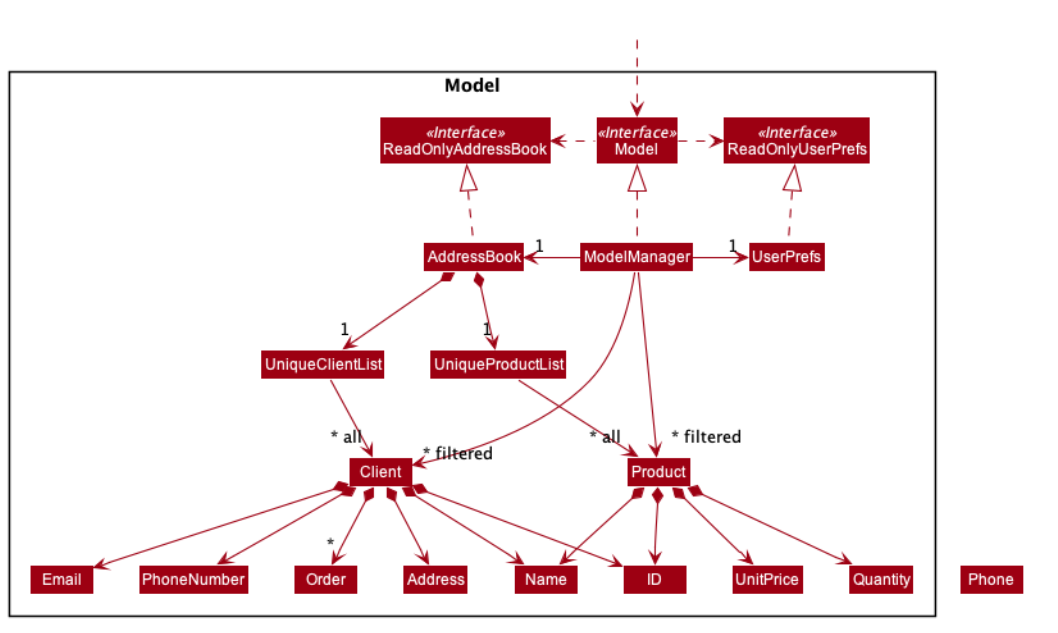 Model
«Interface»
ReadOnlyAddressBook
«Interface»
Model
«Interface»
ReadOnlyUserPrefs
AddressBook
1
ModelManager
1
UserPrefs
1
1
UniqueClientList
UniqueProductList
* all
* filtered
* all
* filtered
Client
Product
*
Email
PhoneNumber
Order
Address
Name
ID
UnitPrice
Quantity
Phone